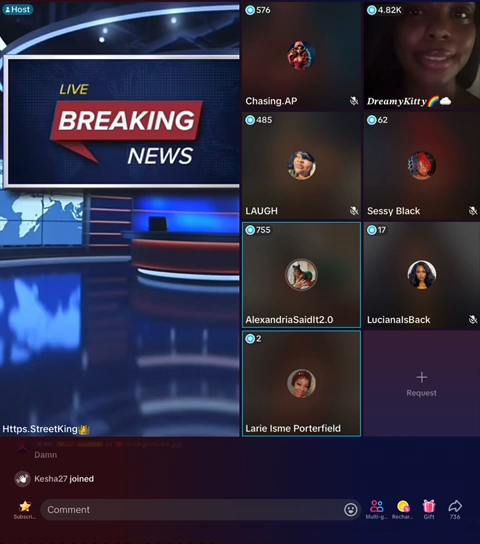 Host
LIVE
BREAKING
NEWS
Https.StreetKing
576
Chasing.AP
4.82K
DreamyKitty
485
LAUGH
62
Sessy Black
755
AlexandriaSaidIt2.0
17
LucianaIsBack
2
Larie Isme Porterfield
Request
Damn
Kesha27 joined
Subscri...
Comment
Multi-g...
Rechar...
Gift
736